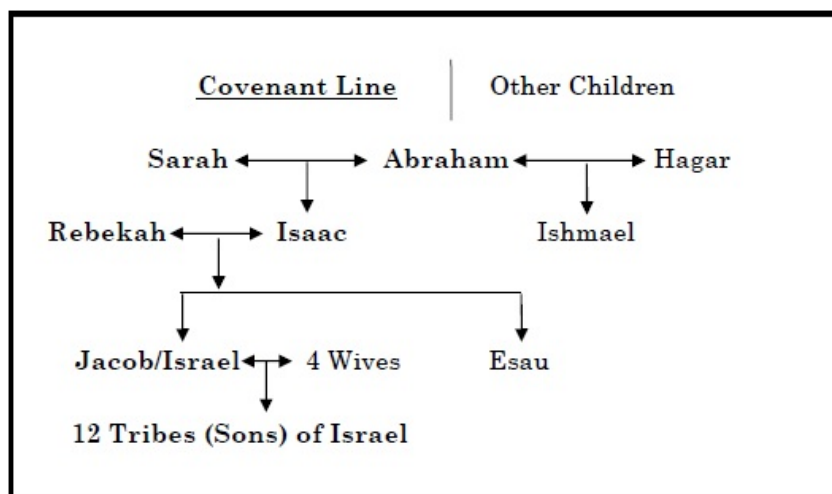 Covenant Line Other Children
Sarah Abraham Hagar
Rebekah Isaac Ishmael
Jacob/Israel 4 Wives Esau
12 Tribes (Sons) of Israel